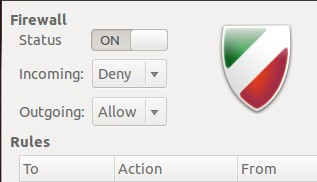 Firewall
Status ON
Incoming: Deny
Outgoing: Allow
Rules
To Action From